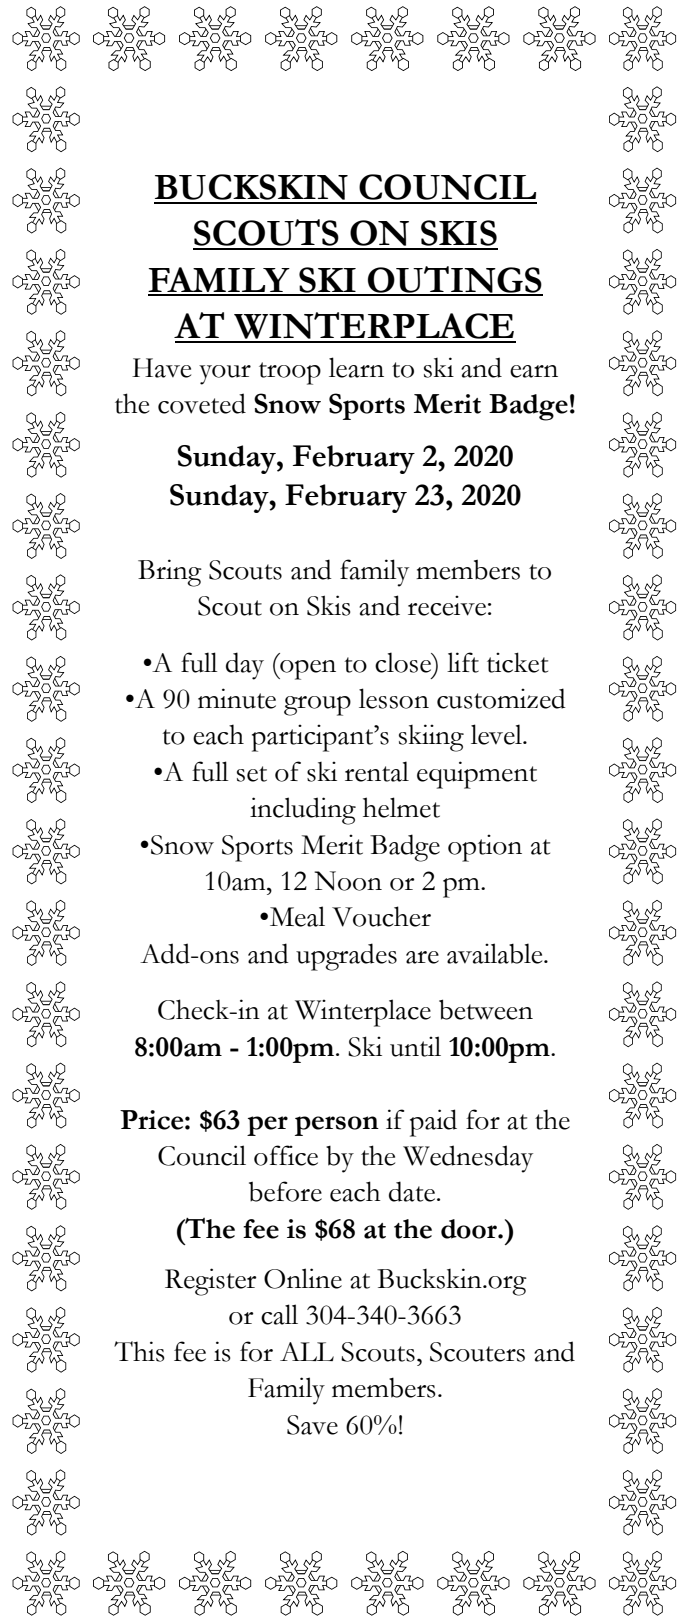 BUCKSKIN COUNCIL
SCOUTS ON SKIS
FAMILY SKI OUTINGS
AT WINTERPLACE
Have your troop learn to ski and earn
the coveted Snow Sports Merit Badge!
Sunday, February 2, 2020
Sunday, February 23, 2020
Bring Scouts and family members to
Scout on Skis and receive:
•A full day (open to close) lift ticket
•A 90 minute group lesson customized
to each participant's skiing level.
•A full set of ski rental equipment
including helmet
•Snow Sports Merit Badge option at
10am, 12 Noon or 2 pm.
•Meal Voucher
Add-ons and upgrades are available.
Check-in at Winterplace between
8:00am - 1:00pm. Ski until 10:00pm.
Price: $63 per person if paid for at the
Council office by the Wednesday
before each date.
(The fee is $68 at the door.)
Register Online at Buckskin.org
or call 304-340-3663
This fee is for ALL Scouts, Scouters and
Family members.
Save 60%!